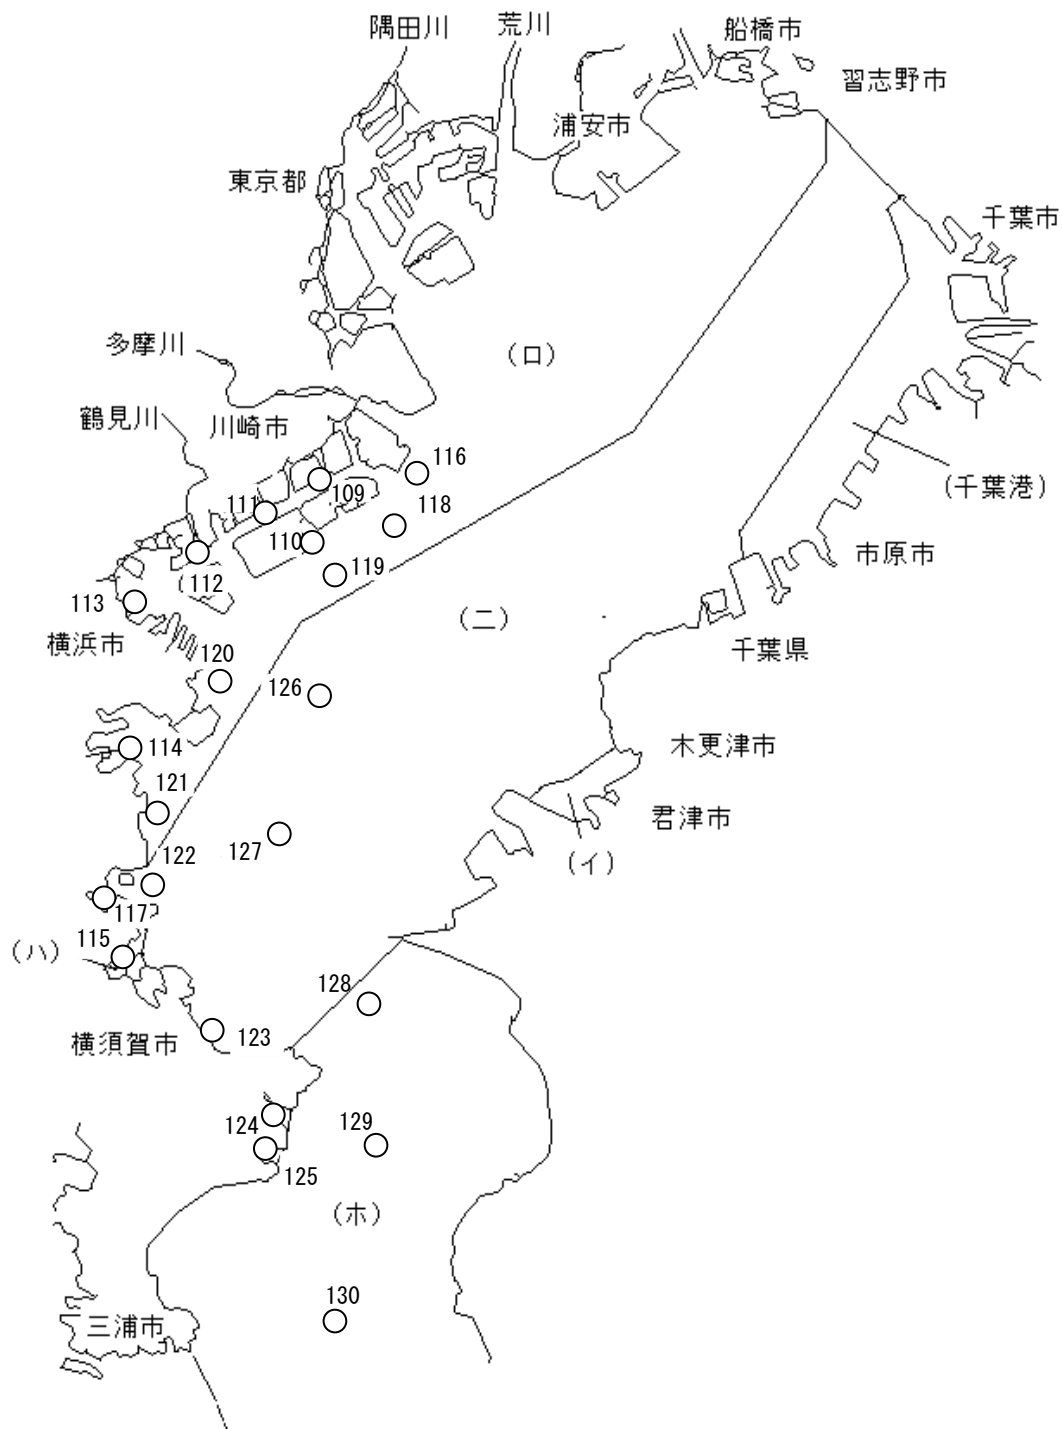 隅田川
荒川
船橋市
習志野市
浦安市
東京都
千葉市
多摩川
(ロ)
鶴見川
川崎市
116
109
(千葉港)
111
118
110
市原市
119
112
113
(二)
横浜市
千葉県
120
126
114
木更津市
121
君津市
127
122
(イ)
117
115
(ハ)
128
横須賀市
123
124
129
125
(ホ)
130
三浦市